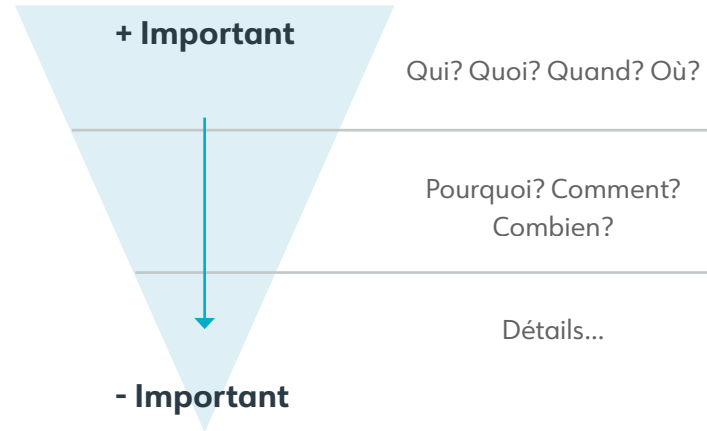 + Important
Qui? Quoi? Quand? Où?
Pourquoi? Comment?
Combien?
Détails...
- Important